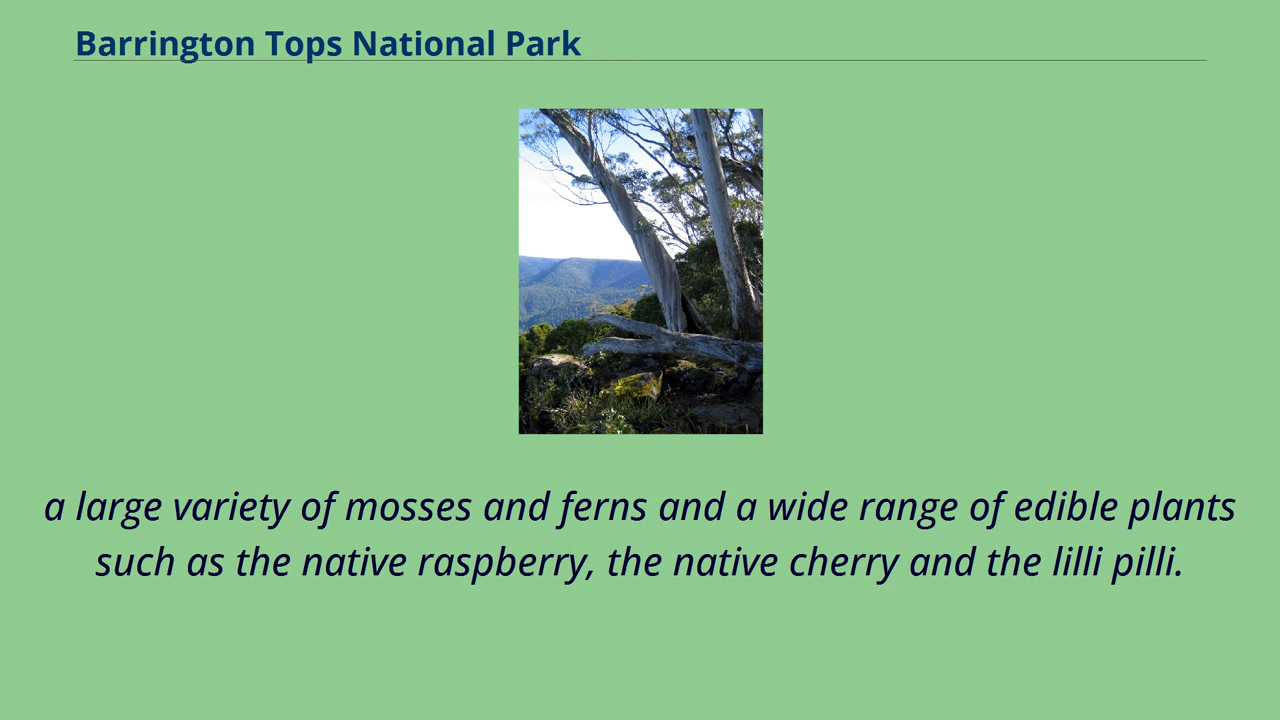 Barrington Tops National Park
a large variety of mosses and ferns and a wide range of edible plants
such as the native raspberry, the native cherry and the lilli pilli.